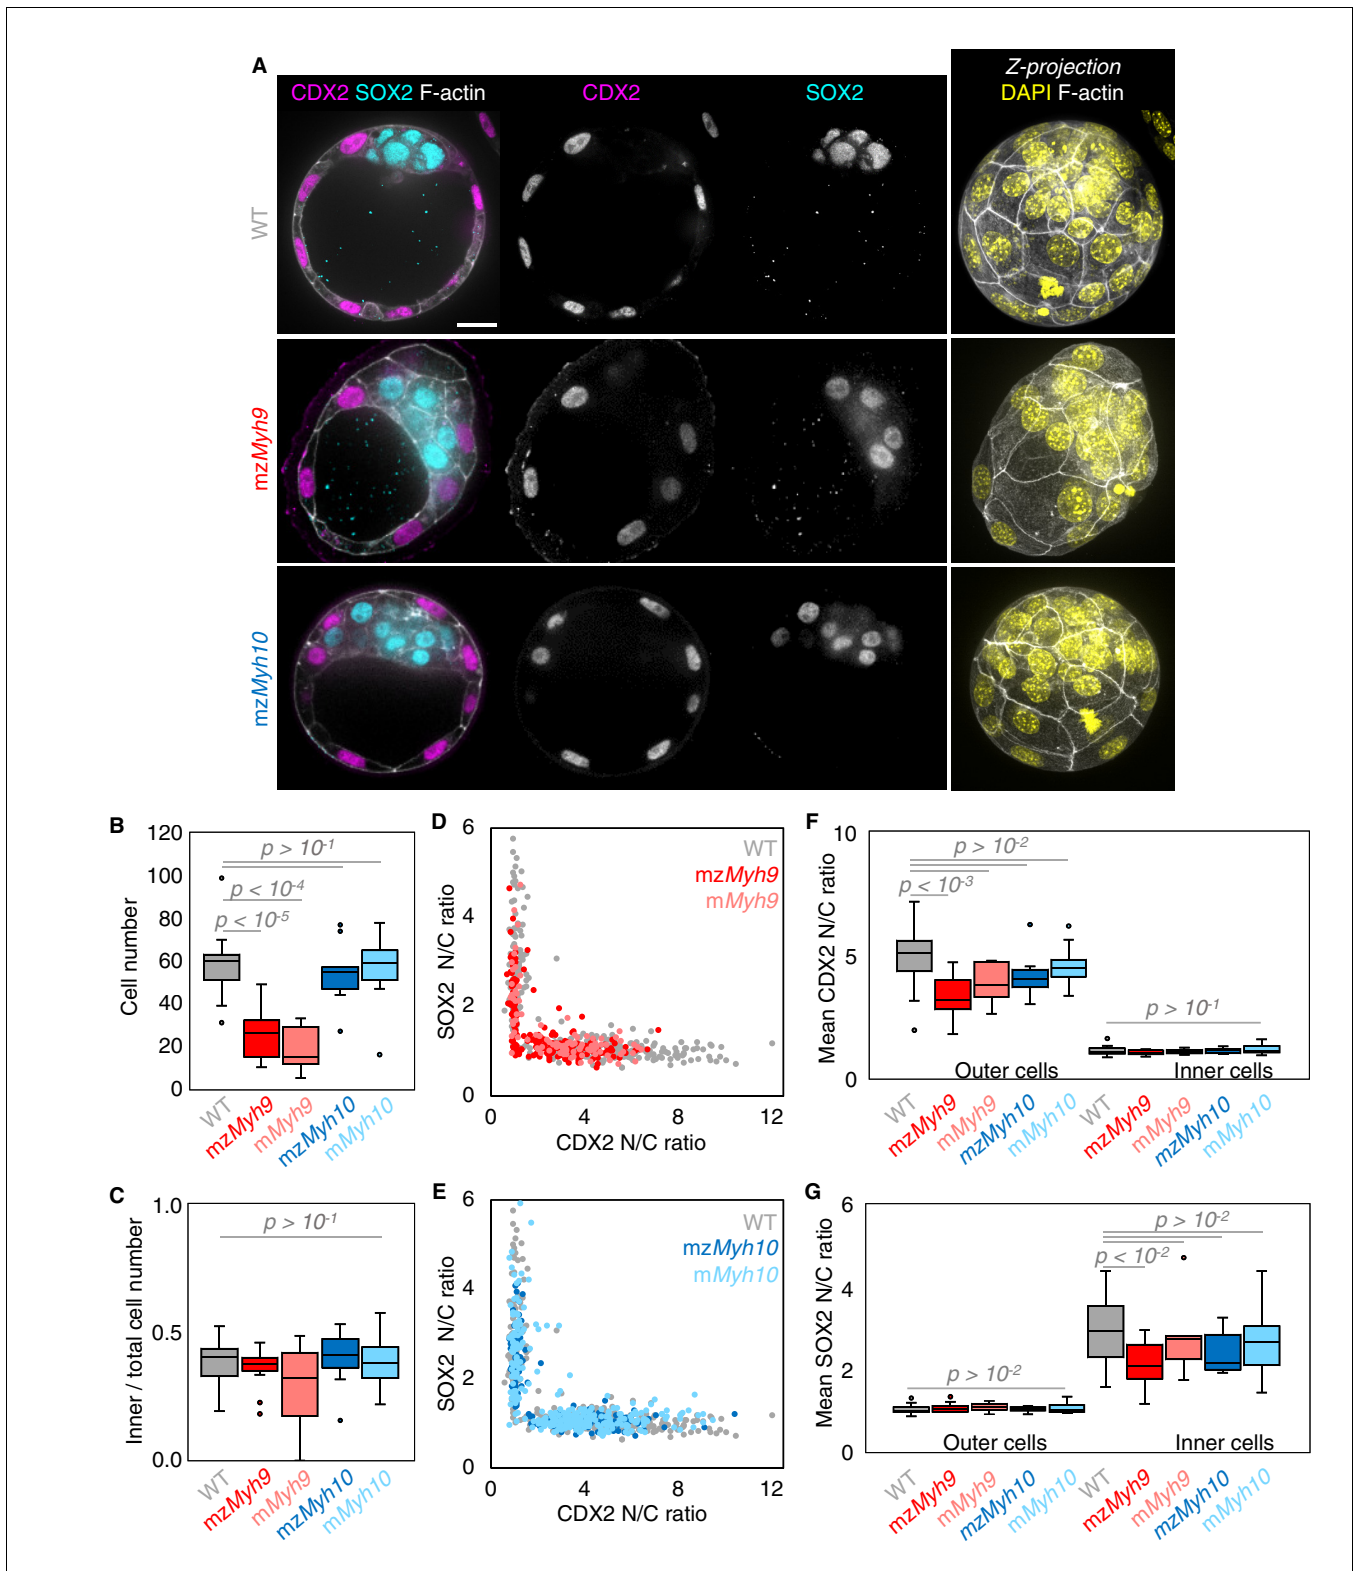 A
CDX2 SOX2 F-actin
CDX2
SOX2
Z-projection
DAPI F-actin
WT
mzMyh9
mzMyh10
B
120
100
80
60
40
20
0
Cell number
p > 10-1
p < 10-4
p < 10-5
WT
mzMyh9
mMyh9
mzMyh10
mMyh10
C
1.0
0.5
0.0
Inner / total cell number
p > 10-1
WT
mzMyh9
mMyh9
mzMyh10
mMyh10
D
6
4
2
0
SOX2 N/C ratio
WT
mzMyh9
mMyh9
0
4
8
12
CDX2 N/C ratio
E
6
4
2
0
SOX2 N/C ratio
WT
mzMyh10
mMyh10
0
4
8
12
CDX2 N/C ratio
F
10
5
0
Mean CDX2 N/C ratio
p > 10-2
p < 10-3
p > 10-1
Outer cells
Inner cells
WT
mzMyh9
mMyh9
mzMyh10
mMyh10
WT
mzMyh9
mMyh9
mzMyh10
mMyh10
G
6
4
2
0
Mean SOX2 N/C ratio
p > 10-2
p > 10-2
p < 10-2
Outer cells
Inner cells
WT
mzMyh9
mMyh9
mzMyh10
mMyh10
WT
mzMyh9
mMyh9
mzMyh10
mMyh10